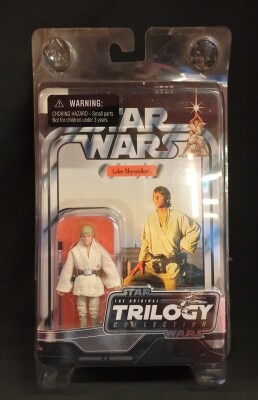 WARNING:
CHOKING HAZARD – Small parts.
Not for children under 3 years.
STAR
WARS
Luke Skywalker
STAR
THE ORIGINAL
TRILOGY
COLLECTION
WARS